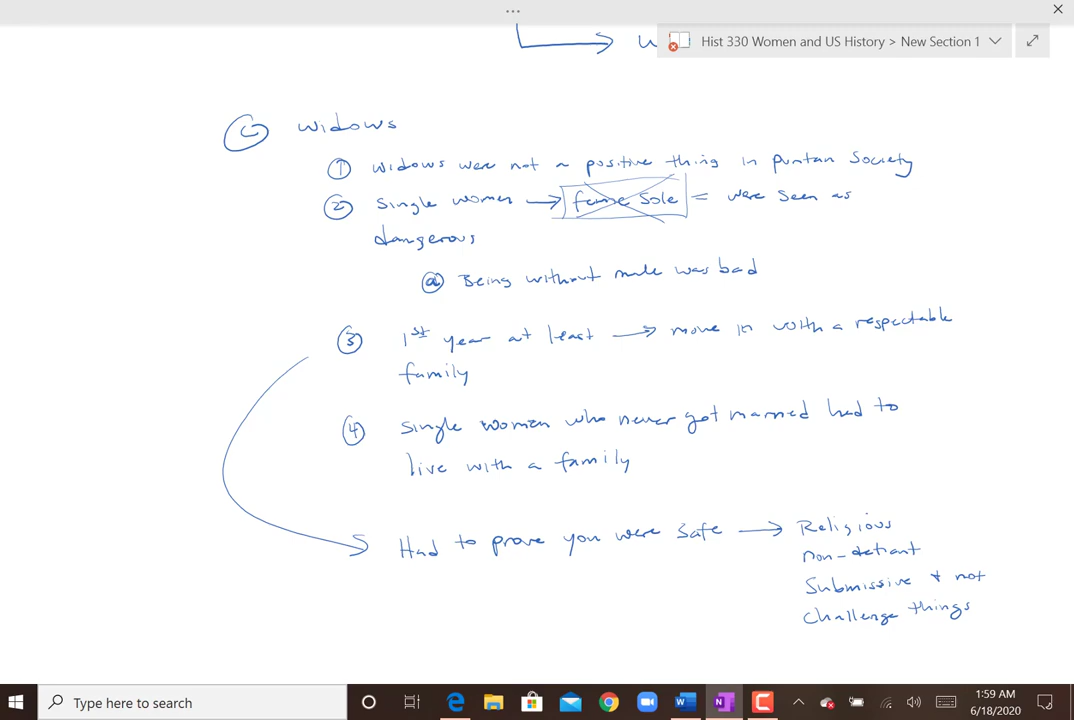 Hist 330 Women and US History > New Section 1
C Widows
1 Widows were not a positive thing in Puritan Society
2 Single women → feme sole = were seen as
dangerous
a Being without male was bad
3 1st year at least → move in with a respectable
family
4 Single women who never got married had to
live with a family
Had to prove you were safe → Religious
non-defiant
Submissive + not
challenge things
Type here to search
1:59 AM
6/18/2020